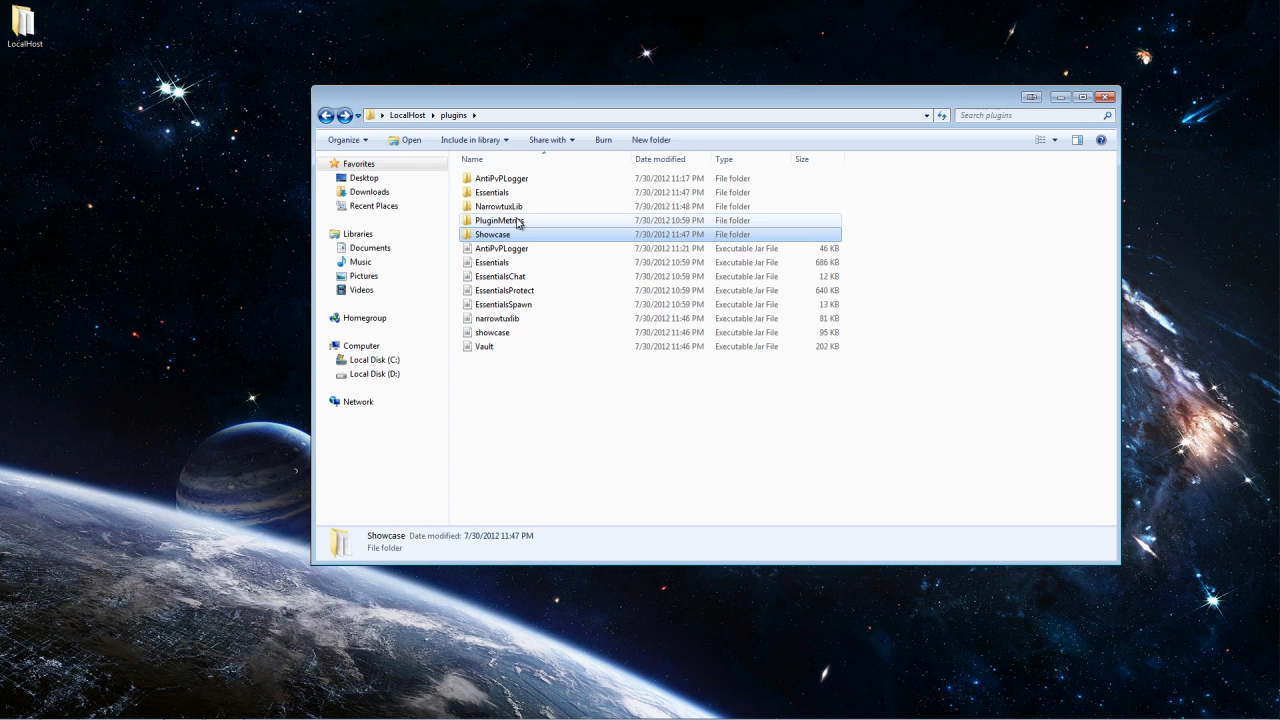 LocalHost
LocalHost plugins
Search plugins
Organize Open Include in library Share with Burn New folder
Name Date modified Type Size
Favorites
Desktop
Downloads
Recent Places
Libraries
Documents
Music
Pictures
Videos
Homegroup
Computer
Local Disk (C:)
Local Disk (D:)
Network
AntiPvPLogger 7/30/2012 11:17 PM File folder
Essentials 7/30/2012 11:47 PM File folder
NarrowtuxLib 7/30/2012 11:48 PM File folder
PluginMetrics 7/30/2012 10:59 PM File folder
Showcase 7/30/2012 11:47 PM File folder
AntiPvPLogger 7/30/2012 11:21 PM Executable Jar File 46 KB
Essentials 7/30/2012 10:59 PM Executable Jar File 686 KB
EssentialsChat 7/30/2012 10:59 PM Executable Jar File 12 KB
EssentialsProtect 7/30/2012 10:59 PM Executable Jar File 640 KB
EssentialsSpawn 7/30/2012 10:59 PM Executable Jar File 13 KB
narrowtuxlib 7/30/2012 11:46 PM Executable Jar File 81 KB
showcase 7/30/2012 11:46 PM Executable Jar File 95 KB
Vault 7/30/2012 11:46 PM Executable Jar File 202 KB
Showcase Date modified: 7/30/2012 11:47 PM
File folder